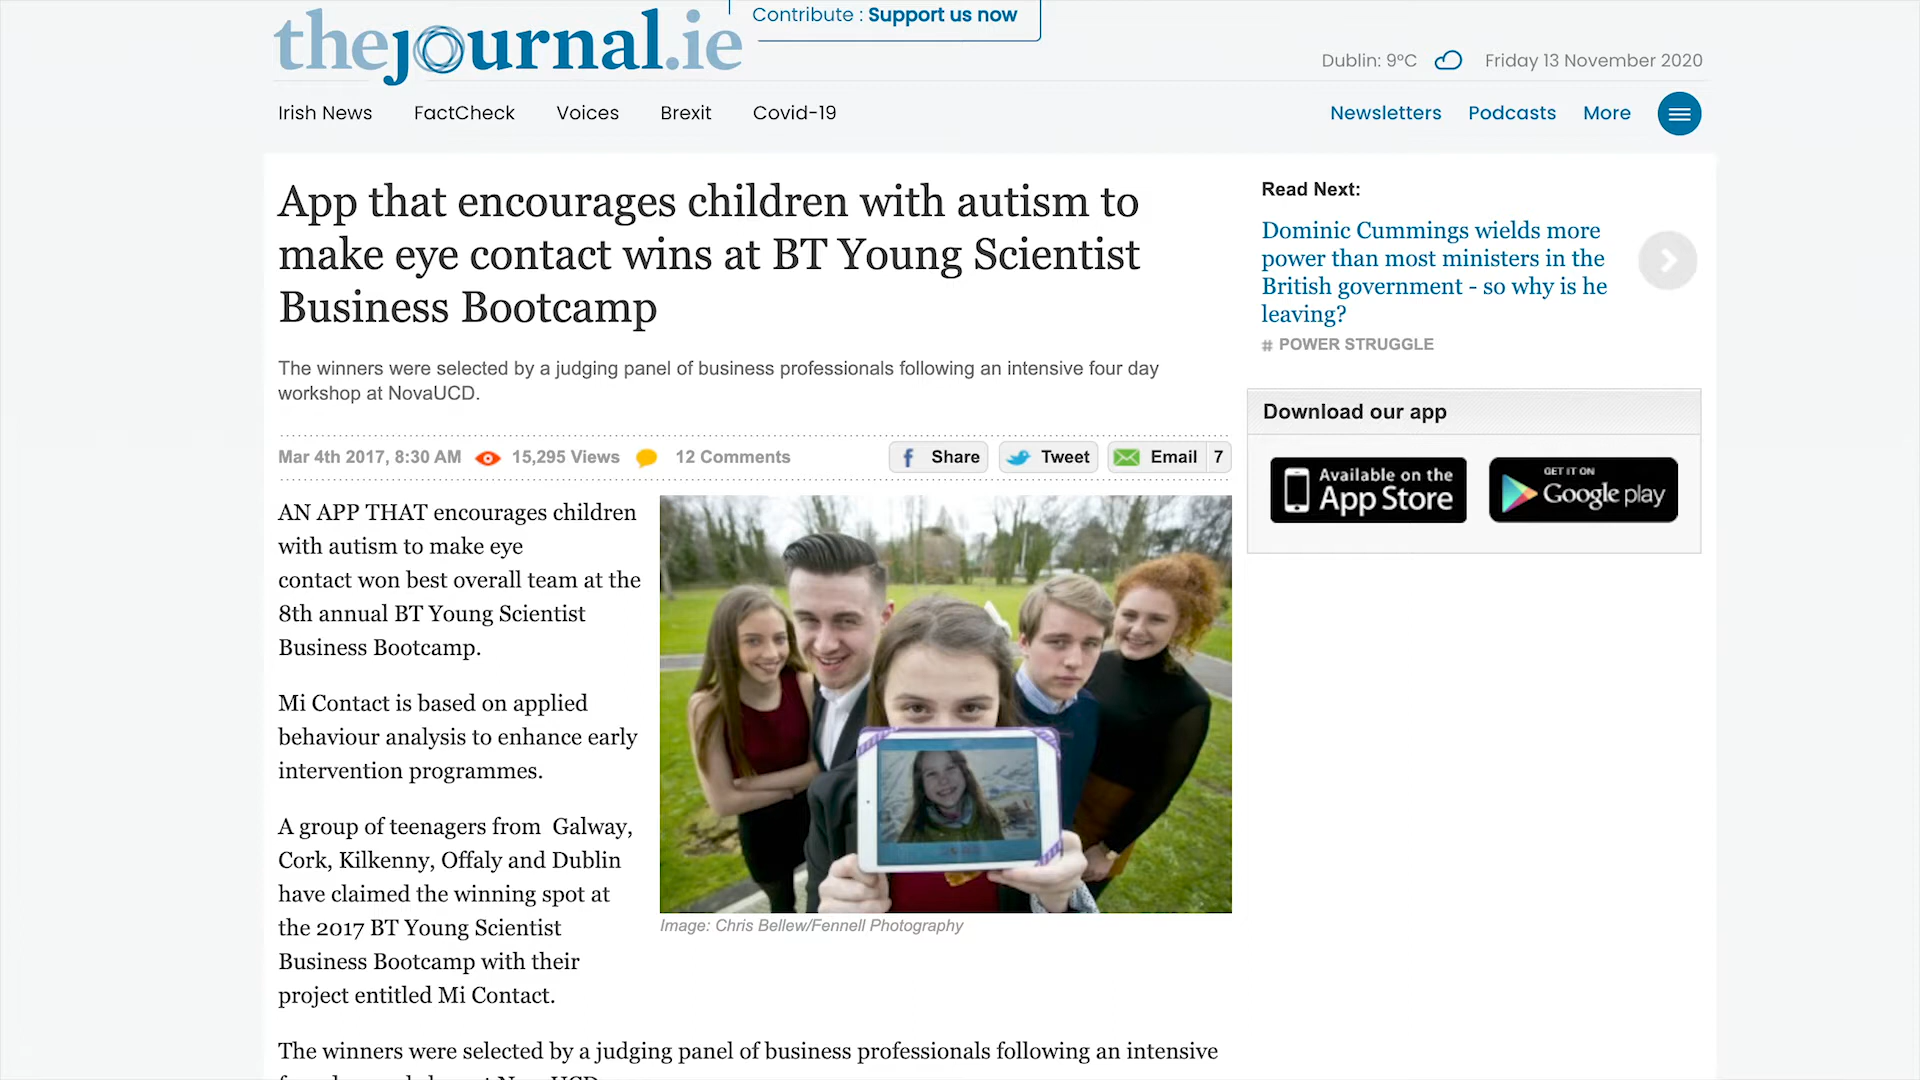 thejournal.ie
Contribute : Support us now
Dublin: 9°C
Friday 13 November 2020
Irish News
FactCheck
Voices
Brexit
Covid-19
Newsletters
Podcasts
More
App that encourages children with autism to
make eye contact wins at BT Young Scientist
Business Bootcamp
The winners were selected by a judging panel of business professionals following an intensive four day
workshop at NovaUCD.
Mar 4th 2017, 8:30 AM
15,295 Views
12 Comments
Share
Tweet
Email
7
AN APP THAT encourages children
with autism to make eye
contact won best overall team at the
8th annual BT Young Scientist
Business Bootcamp.
Mi Contact is based on applied
behaviour analysis to enhance early
intervention programmes.
A group of teenagers from Galway,
Cork, Kilkenny, Offaly and Dublin
have claimed the winning spot at
the 2017 BT Young Scientist
Business Bootcamp with their
project entitled Mi Contact.
Image: Chris Bellew/Fennell Photography
The winners were selected by a judging panel of business professionals following an intensive
Read Next:
Dominic Cummings wields more
power than most ministers in the
British government - so why is he
leaving?
# POWER STRUGGLE
Download our app
Available on the
App Store
GET IT ON
Google play